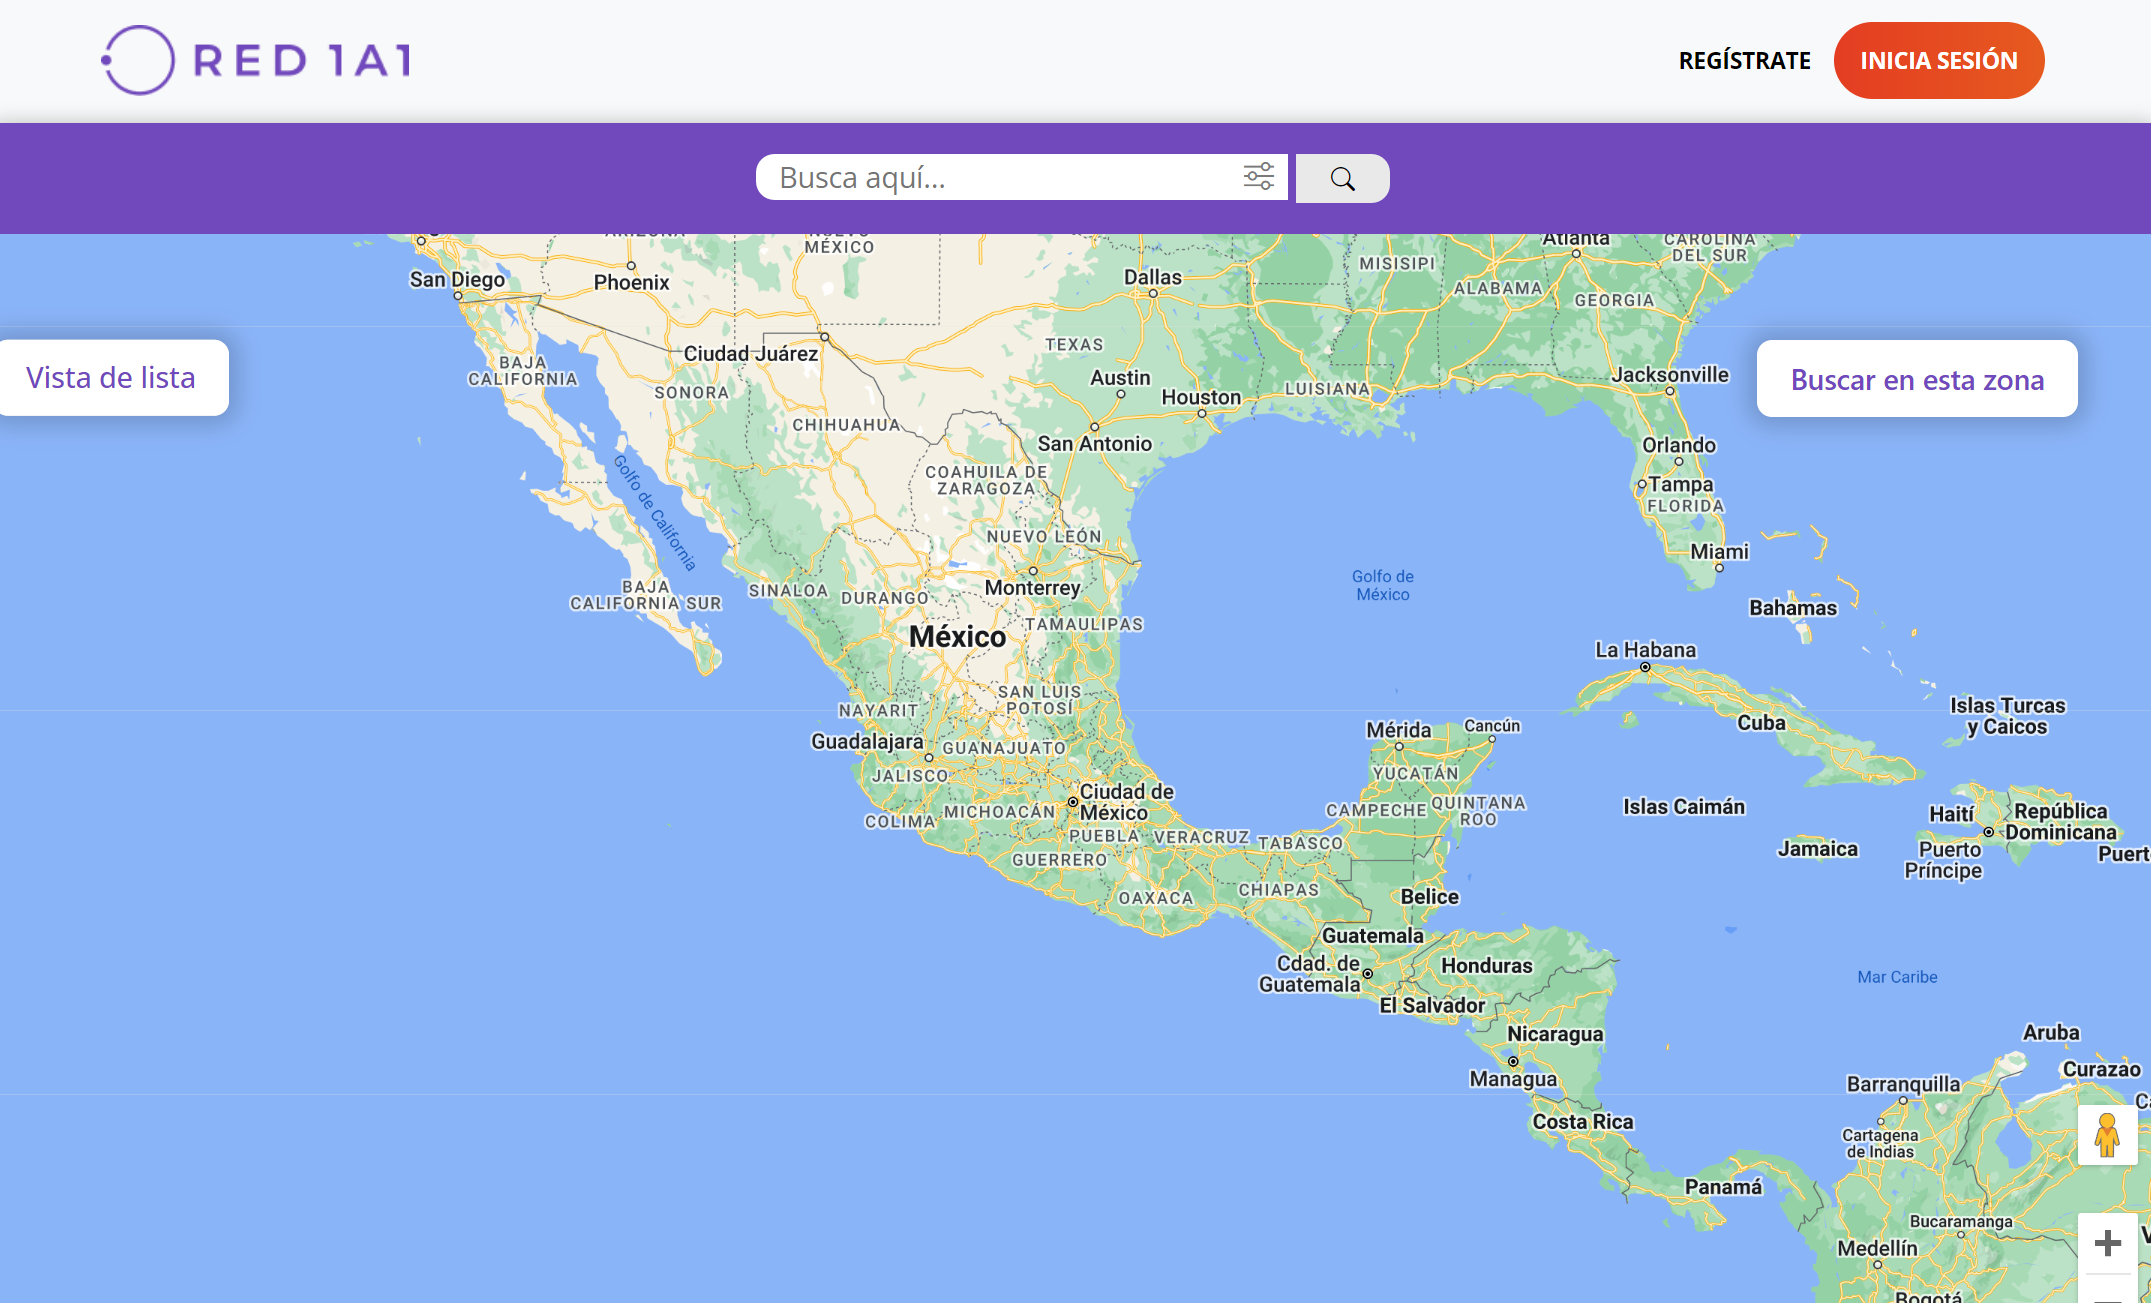 RED 1A1
REGÍSTRATE
INICIA SESIÓN
Busca aquí...
Vista de lista
Buscar en esta zona
MÉXICO
Atlanta
CAROLINA
DEL SUR
San Diego
Phoenix
Dallas
MISISIPI
ALABAMA
GEORGIA
Ciudad Juárez
TEXAS
BAJA
CALIFORNIA
SONORA
Austin
Houston
LUISIANA
Jacksonville
CHIHUAHUA
San Antonio
Orlando
COAHUILA DE
ZARAGOZA
Tampa
FLORIDA
Golfo de California
NUEVO LEÓN
Miami
Monterrey
Golfo de
México
BAJA
CALIFORNIA SUR
SINALOA
DURANGO
Bahamas
TAMAULIPAS
México
La Habana
SAN LUIS
POTOSÍ
NAYARIT
Islas Turcas
y Caicos
Cuba
Mérida
Cancún
Guadalajara
GUANAJUATO
JALISCO
YUCATÁN
Ciudad de
México
CAMPECHE
QUINTANA
ROO
Islas Caimán
COLIMA
MICHOACÁN
Haití
República
Dominicana
PUEBLA
VERACRUZ
TABASCO
Jamaica
Puerto
Príncipe
Puert
GUERRERO
OAXACA
CHIAPAS
Belice
Guatemala
Cdad. de
Guatemala
Honduras
Mar Caribe
El Salvador
Nicaragua
Aruba
Managua
Curazao
Barranquilla
Costa Rica
Cartagena
de Indias
Panamá
Bucaramanga
Medellín
Bogotá